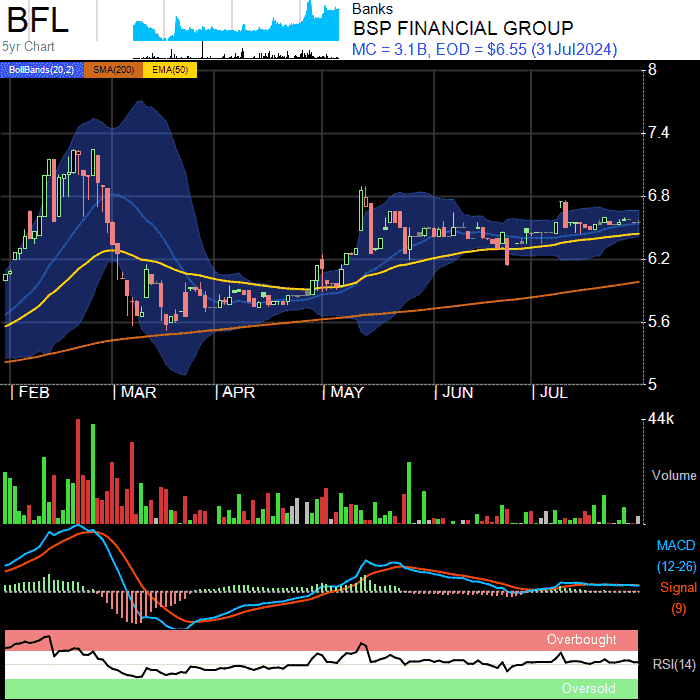 BFL
5yr Chart
Banks
BSP FINANCIAL GROUP
MC = 3.1B, EOD = $6.55 (31Jul2024)
BollBands(20,2) SMA(200) EMA(50)
8
7.4
6.8
6.2
5.6
5
FEB MAR APR MAY JUN JUL
44k
Volume
MACD
(12-26)
Signal
(9)
Overbought
RSI(14)
Oversold